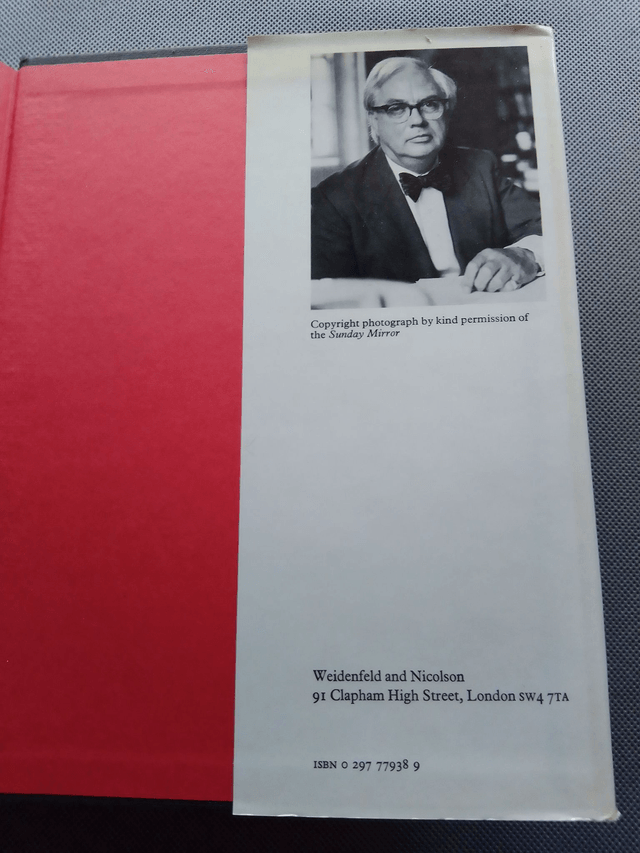 Copyright photograph by kind permission of
the Sunday Mirror
Weidenfeld and Nicolson
91 Clapham High Street, London SW4 7TA
ISBN 0 297 77938 9